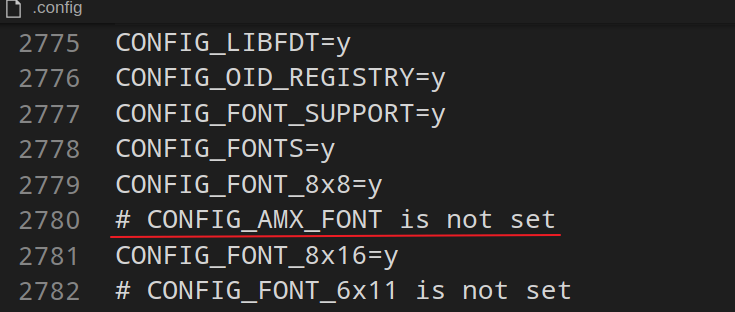 .config
2775 CONFIG_LIBFDT=y
2776 CONFIG_OID_REGISTRY=y
2777 CONFIG_FONT_SUPPORT=y
2778 CONFIG_FONTS=y
2779 CONFIG_FONT_8x8=y
2780 # CONFIG_AMX_FONT is not set
2781 CONFIG_FONT_8x16=y
2782 # CONFIG_FONT_6x11 is not set